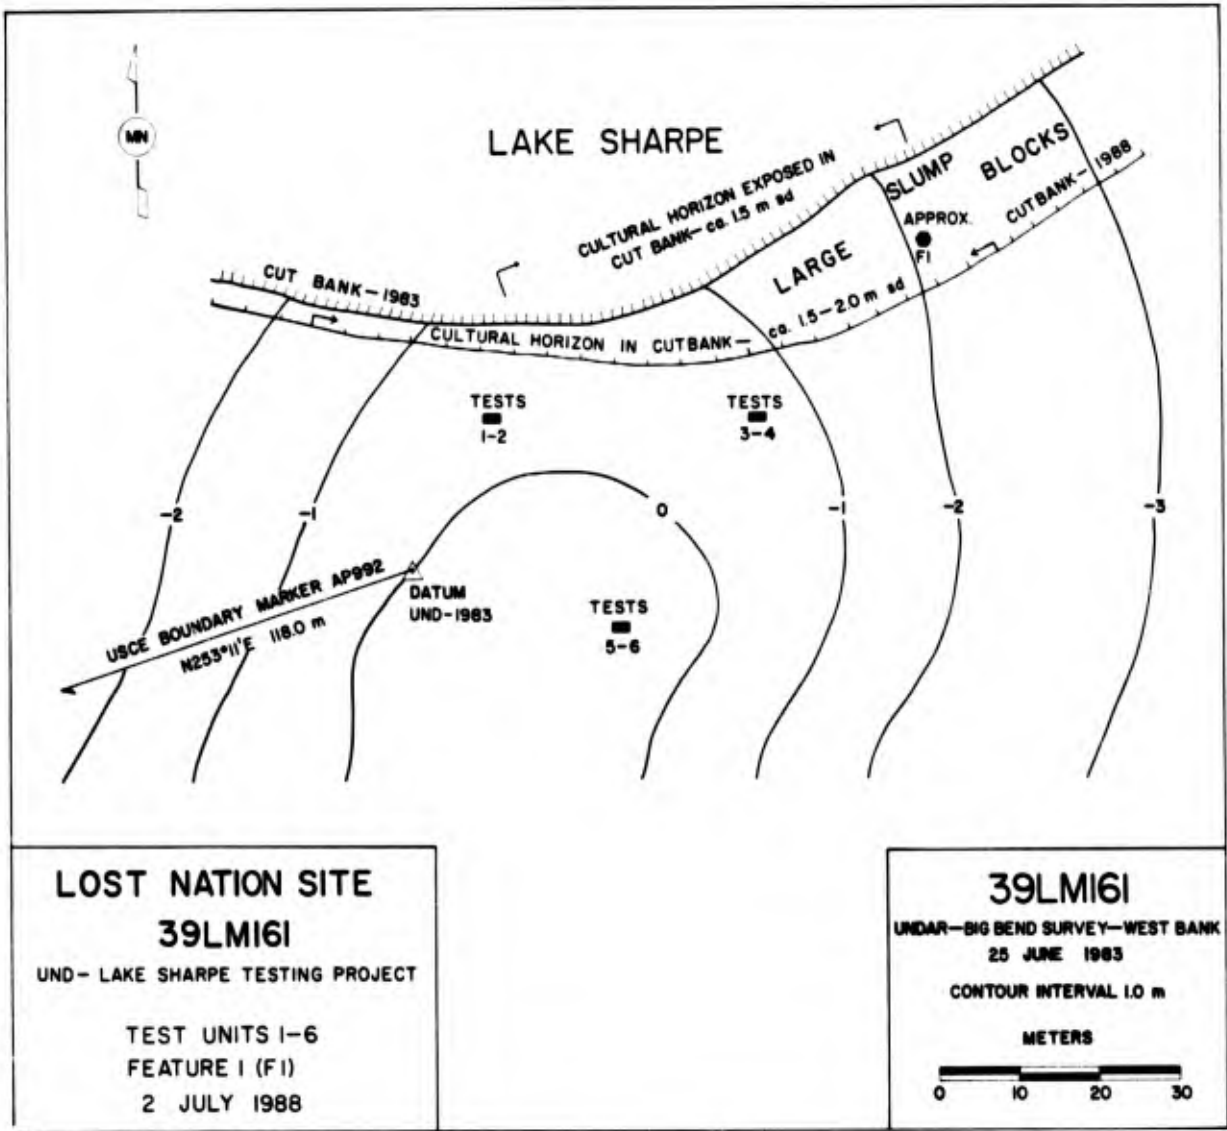 MN
LAKE SHARPE
CULTURAL HORIZON EXPOSED IN
CUT BANK—ca. 1.5 m sd
SLUMP
BLOCKS
CUTBANK—1988
APPROX.
F1
LARGE
CUT BANK—1983
CULTURAL HORIZON IN CUTBANK—
ca. 1.5—2.0 m sd
TESTS
1-2
TESTS
3-4
-2
-1
0
-1
-2
-3
USCE BOUNDARY MARKER AP992
N253°11'E 118.0 m
DATUM
UND-1983
TESTS
5-6
LOST NATION SITE
39LM161
UND- LAKE SHARPE TESTING PROJECT
TEST UNITS 1-6
FEATURE 1 (F1)
2 JULY 1988
39LM161
UNDAR—BIG BEND SURVEY—WEST BANK
25 JUNE 1983
CONTOUR INTERVAL 1.0 m
METERS
0 10 20 30